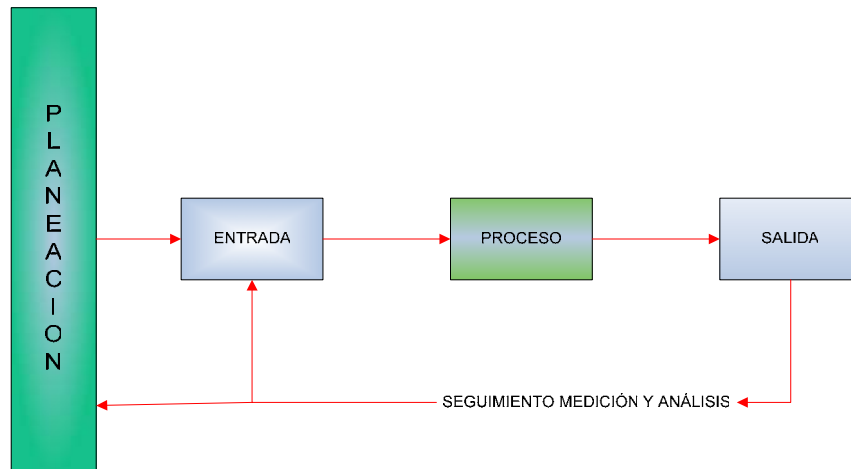 PLANEACION
ENTRADA
PROCESO
SALIDA
SEGUIMIENTO MEDICIÓN Y ANÁLISIS